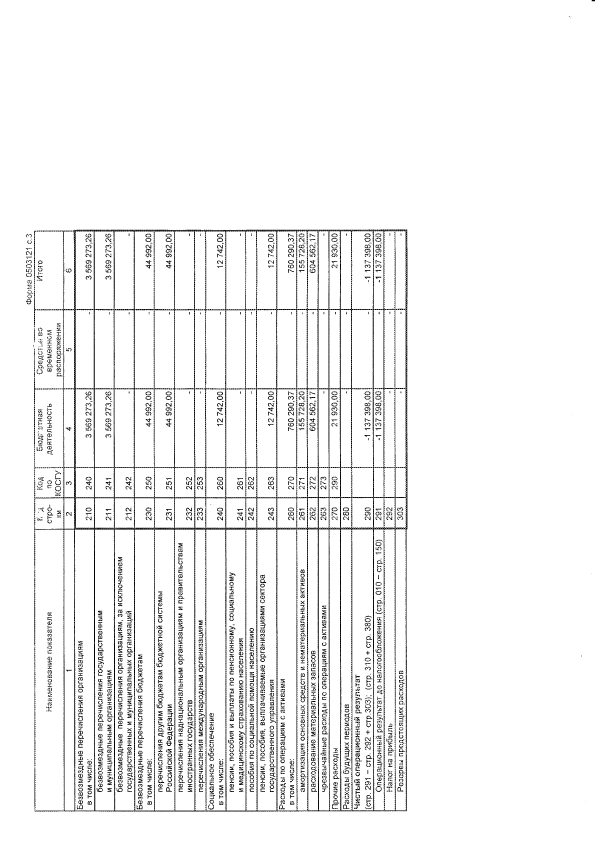 Форма 0503121 с.3
Наименование показателя | Код строки | Код по КОСГУ | Бюджетная деятельность | Средства во временном распоряжении | Итого
1 | 2 | 3 | 4 | 5 | 6
Безвозмездные перечисления организациям | 210 | 240 | 3 569 273,26 | - | 3 569 273,26
в том числе:
безвозмездные перечисления государственным
и муниципальным организациям | 211 | 241 | 3 569 273,26 | - | 3 569 273,26
безвозмездные перечисления организациям, за исключением
государственных и муниципальных организаций | 212 | 242 | - | - | -
Безвозмездные перечисления бюджетам | 230 | 250 | 44 992,00 | - | 44 992,00
в том числе:
перечисления другим бюджетам бюджетной системы
Российской Федерации | 231 | 251 | 44 992,00 | - | 44 992,00
перечисления наднациональным организациям и правительствам
иностранных государств | 232 | 252 | - | - | -
перечисления международным организациям | 233 | 253 | - | - | -
Социальное обеспечение | 240 | 260 | 12 742,00 | - | 12 742,00
в том числе:
пенсии, пособия и выплаты по пенсионному, социальному
и медицинскому страхованию населения | 241 | 261 | - | - | -
пособия по социальной помощи населению | 242 | 262 | - | - | -
пенсии, пособия, выплачиваемые организациями сектора
государственного управления | 243 | 263 | 12 742,00 | - | 12 742,00
Расходы по операциям с активами | 260 | 270 | 760 290,37 | - | 760 290,37
в том числе:
амортизация основных средств и нематериальных активов | 261 | 271 | 155 728,20 | - | 155 728,20
расходование материальных запасов | 262 | 272 | 604 562,17 | - | 604 562,17
чрезвычайные расходы по операциям с активами | 263 | 273 | - | - | -
Прочие расходы | 270 | 290 | 21 930,00 | - | 21 930,00
Расходы будущих периодов | 280 | - | - | -
Чистый операционный результат
(стр. 291 – стр. 292 + стр.303); (стр. 310 + стр. 380) | 290 | -1 137 398,00 | - | -1 137 398,00
Операционный результат до налогообложения (стр. 010 – стр. 150) | 291 | -1 137 398,00 | - | -1 137 398,00
Налог на прибыль | 292 | - | - | -
Резервы предстоящих расходов | 303 | - | - | -